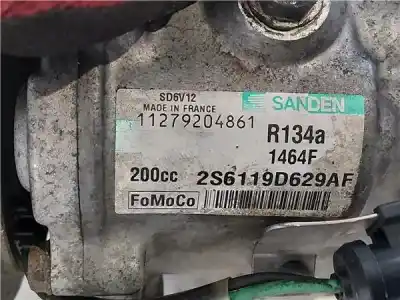 SD6V12
MADE IN FRANCE
SANDEN
11279204861
R134a
1464F
200cc 2S6119D629AF
FoMoCo